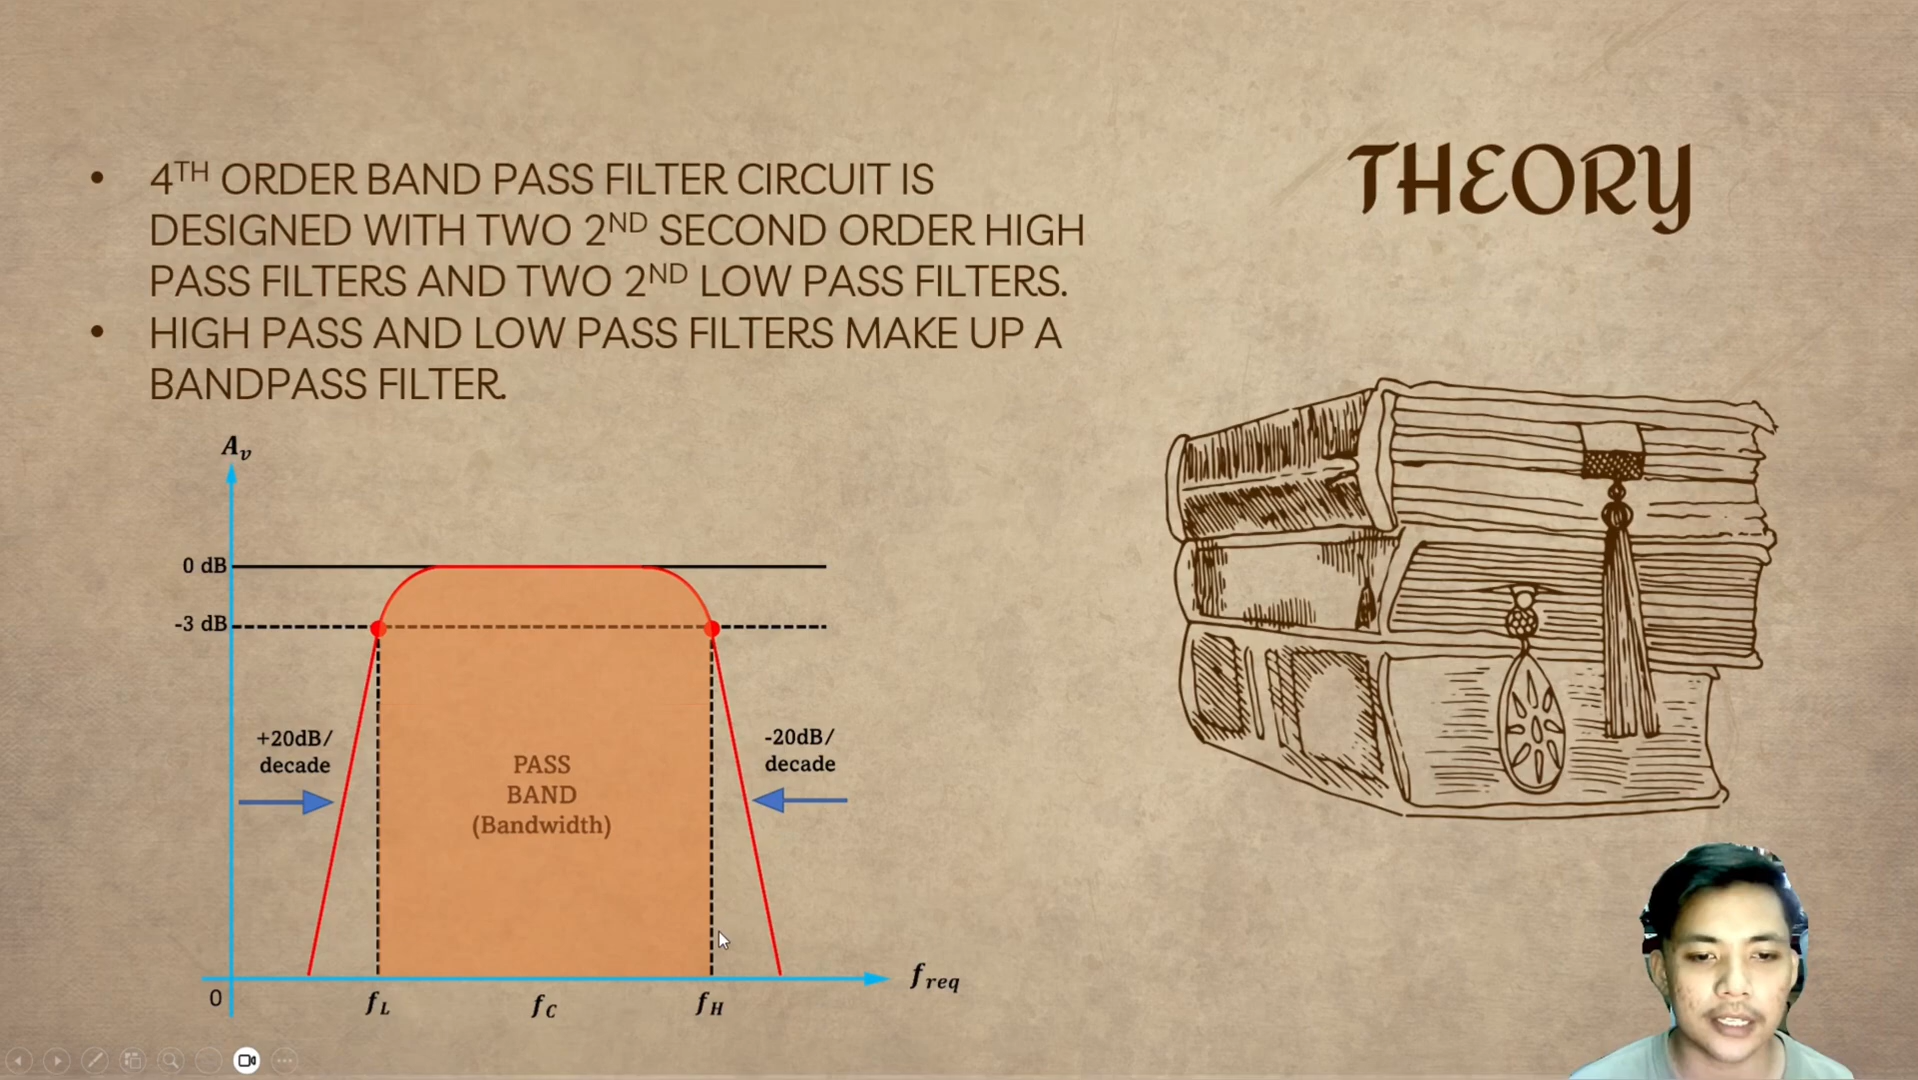 THEORY
• 4TH ORDER BAND PASS FILTER CIRCUIT IS
DESIGNED WITH TWO 2ND SECOND ORDER HIGH
PASS FILTERS AND TWO 2ND LOW PASS FILTERS.
• HIGH PASS AND LOW PASS FILTERS MAKE UP A
BANDPASS FILTER.
Av
0 dB
-3 dB
+20dB/
decade
PASS
BAND
(Bandwidth)
-20dB/
decade
0
fL
fC
fH
freq